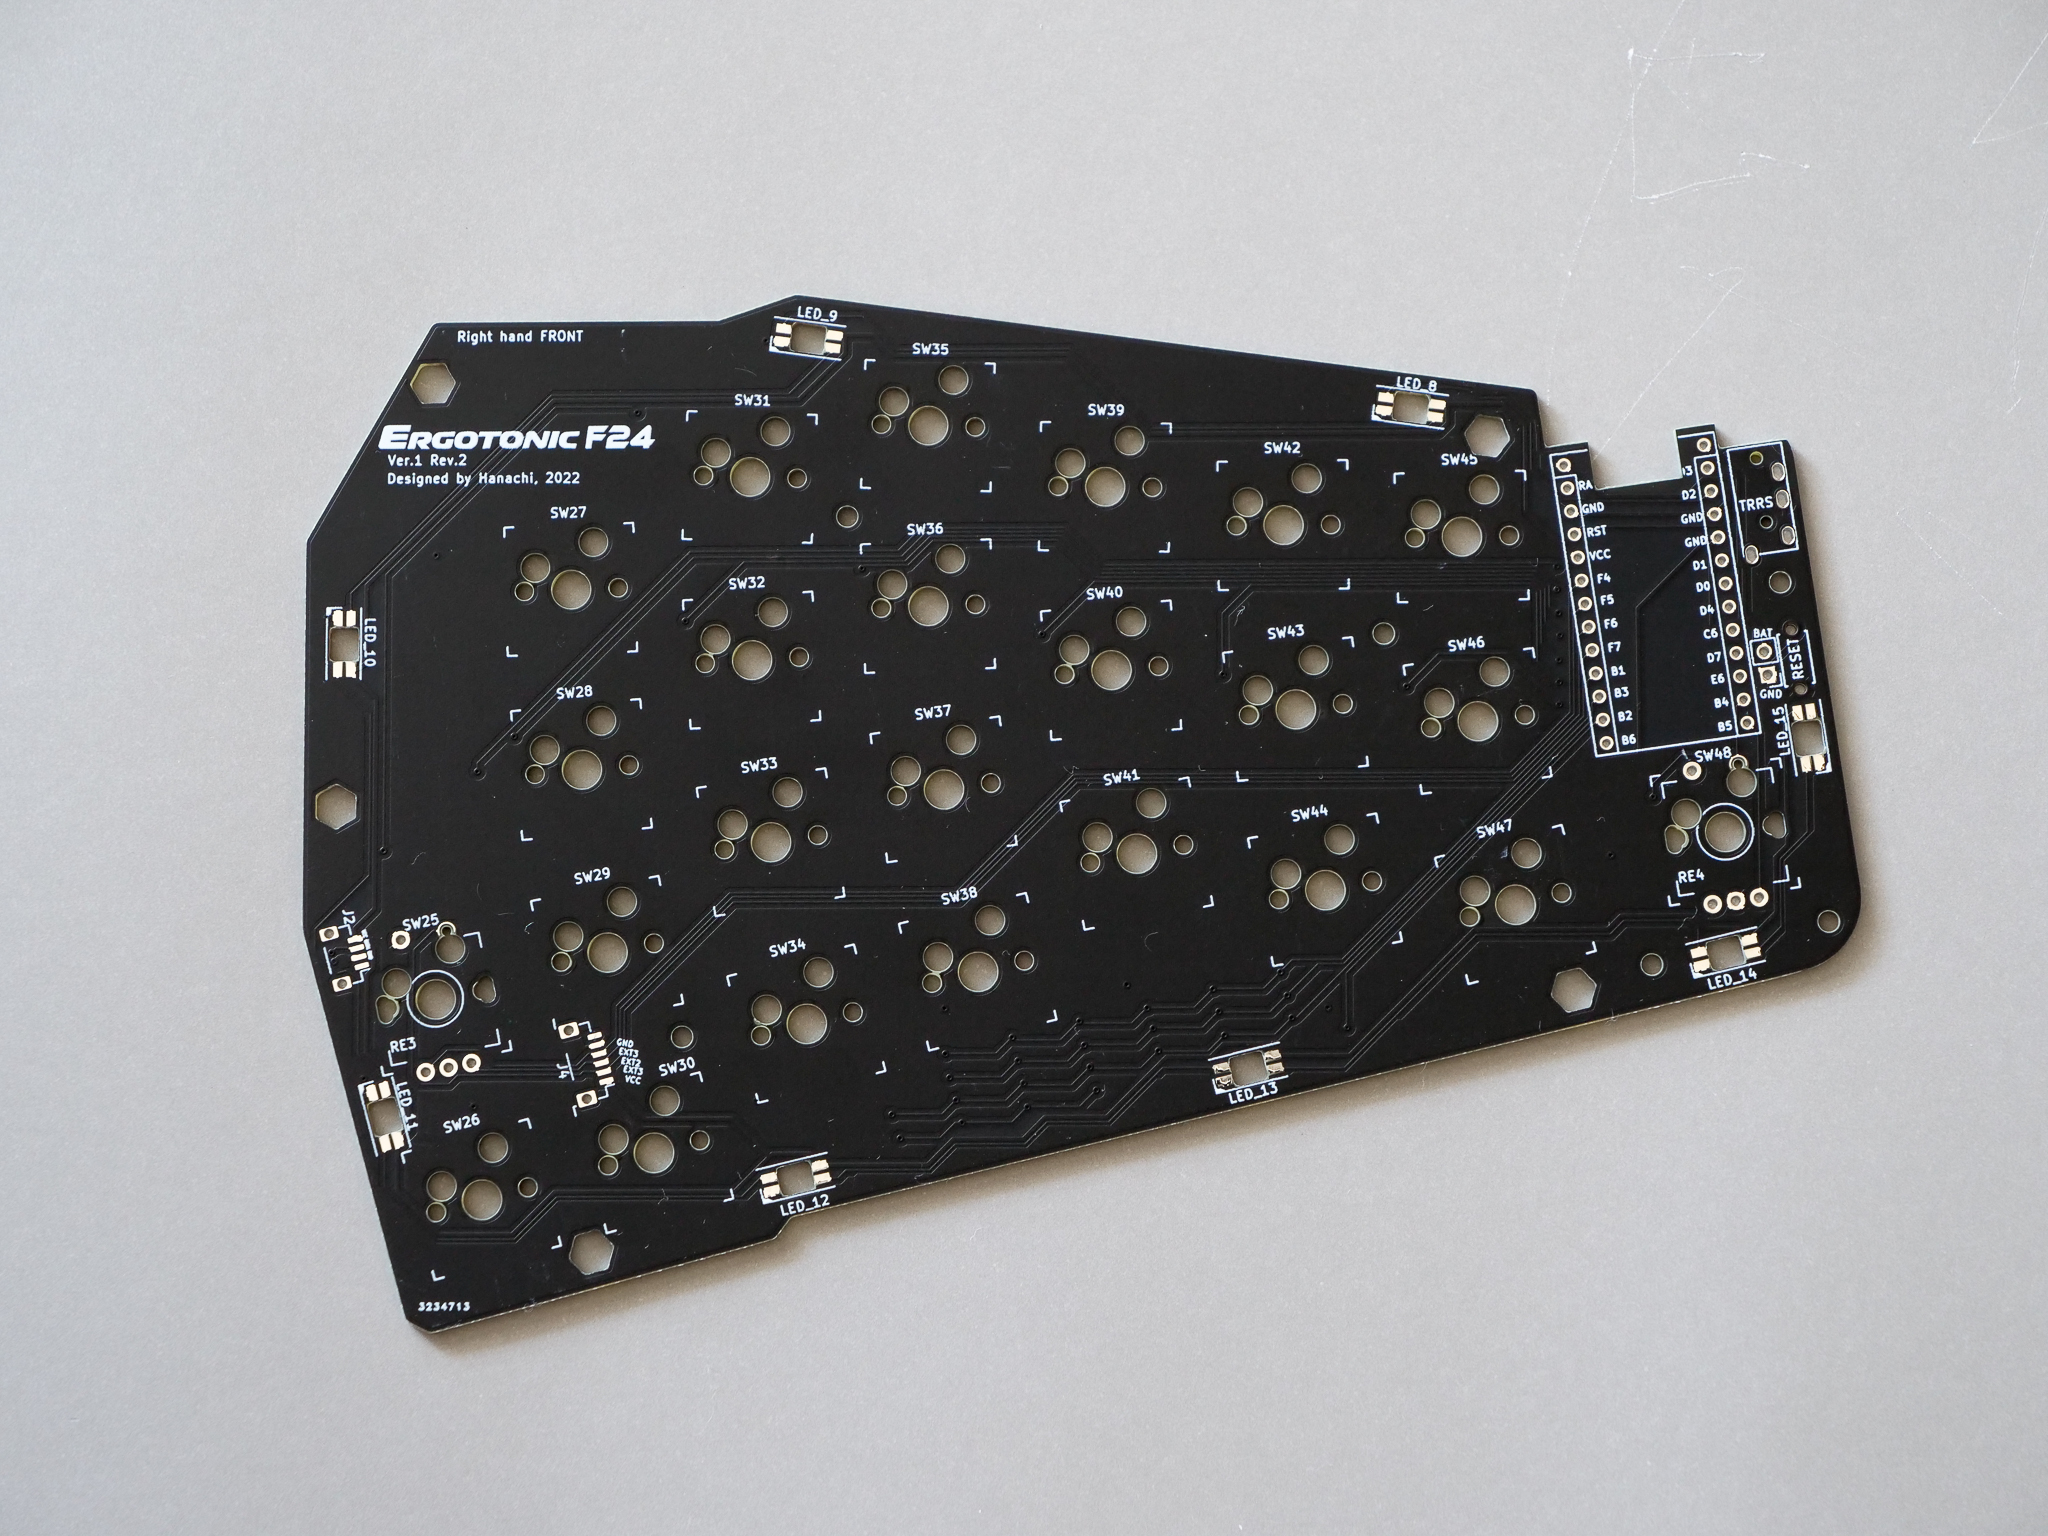 Right hand FRONT
LED_9
SW35
LED_8
SW31
SW39
ERGOTONIC F24
Ver.1 Rev.2
Designed by Hanachi, 2022
SW42
SW45
SW27
SW36
RA
GND
RST
VCC
F4
F5
F6
F7
B1
B3
B2
B6
D2
GND
GND
D1
D0
D4
C6
D7
E6
B4
B5
TRRS
BAT
GND
RESET
SW32
SW40
LED_10
SW43
SW46
SW28
SW37
LED_15
SW48
SW33
SW41
SW44
SW47
SW29
RE4
SW38
J2
SW25
SW34
LED_14
RE3
J4
GND
EXT3
EXT2
EXT3
VCC
SW30
LED_11
LED_13
SW26
LED_12
3234713